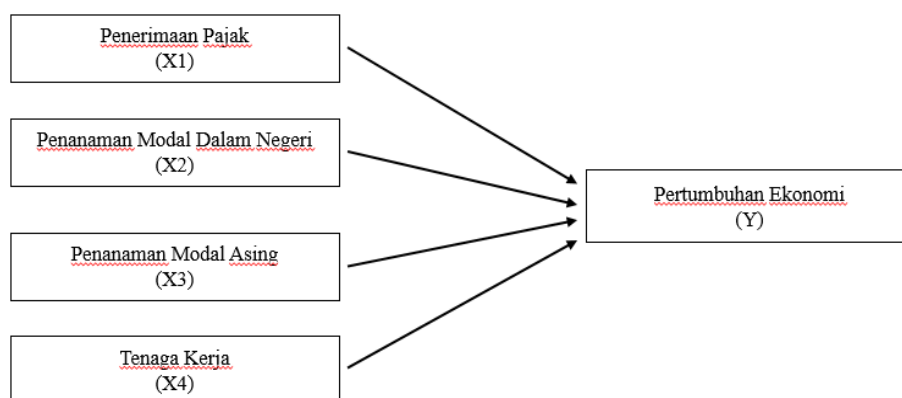 Penerimaan Pajak
(X1)
Penanaman Modal Dalam Negeri
(X2)
Penanaman Modal Asing
(X3)
Tenaga Kerja
(X4)
Pertumbuhan Ekonomi
(Y)